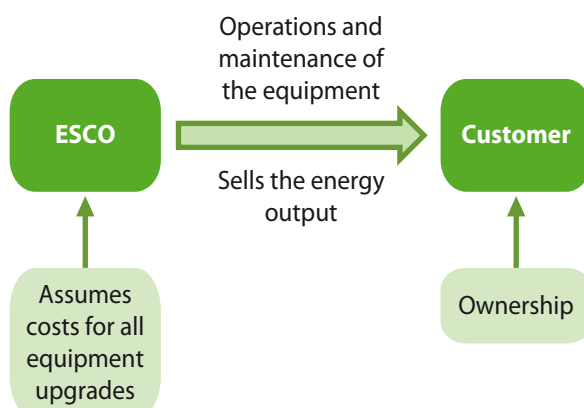 Operations and
maintenance of
the equipment
ESCO
Customer
Sells the energy
output
Assumes
costs for all
equipment
upgrades
Ownership